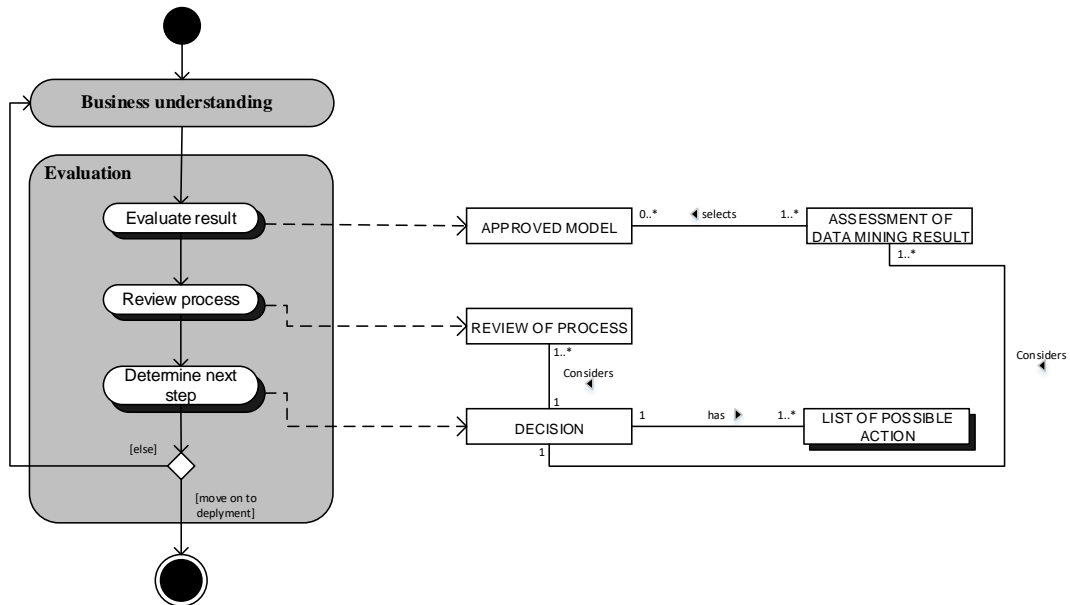 Business understanding
Evaluation
Evaluate result
Review process
Determine next
step
[else]
[move on to
deplyment]
APPROVED MODEL
0..*
selects
1..*
ASSESSMENT OF
DATA MINING RESULT
1..*
REVIEW OF PROCESS
1..*
Considers
1
Considers
DECISION
1
has
1..*
LIST OF POSSIBLE
ACTION
1